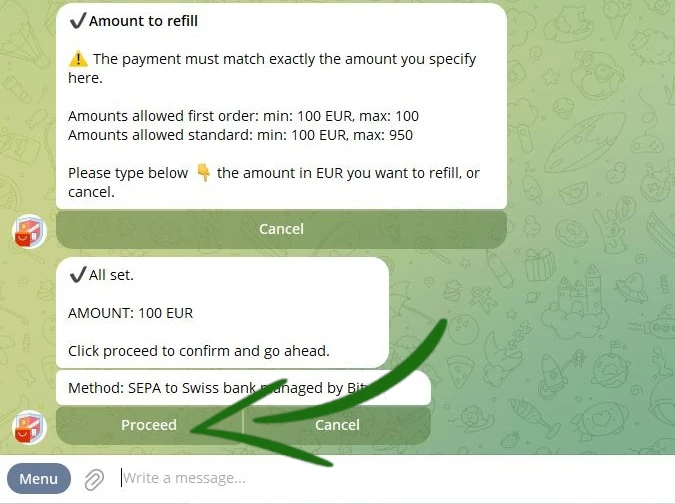 ✔Amount to refill
⚠️ The payment must match exactly the amount you specify
here.
Amounts allowed first order: min: 100 EUR, max: 100
Amounts allowed standard: min: 100 EUR, max: 950
Please type below 👇 the amount in EUR you want to refill, or
cancel.
Cancel
✔All set.
AMOUNT: 100 EUR
Click proceed to confirm and go ahead.
Method: SEPA to Swiss bank managed by
Proceed
Cancel
Menu
Write a message...